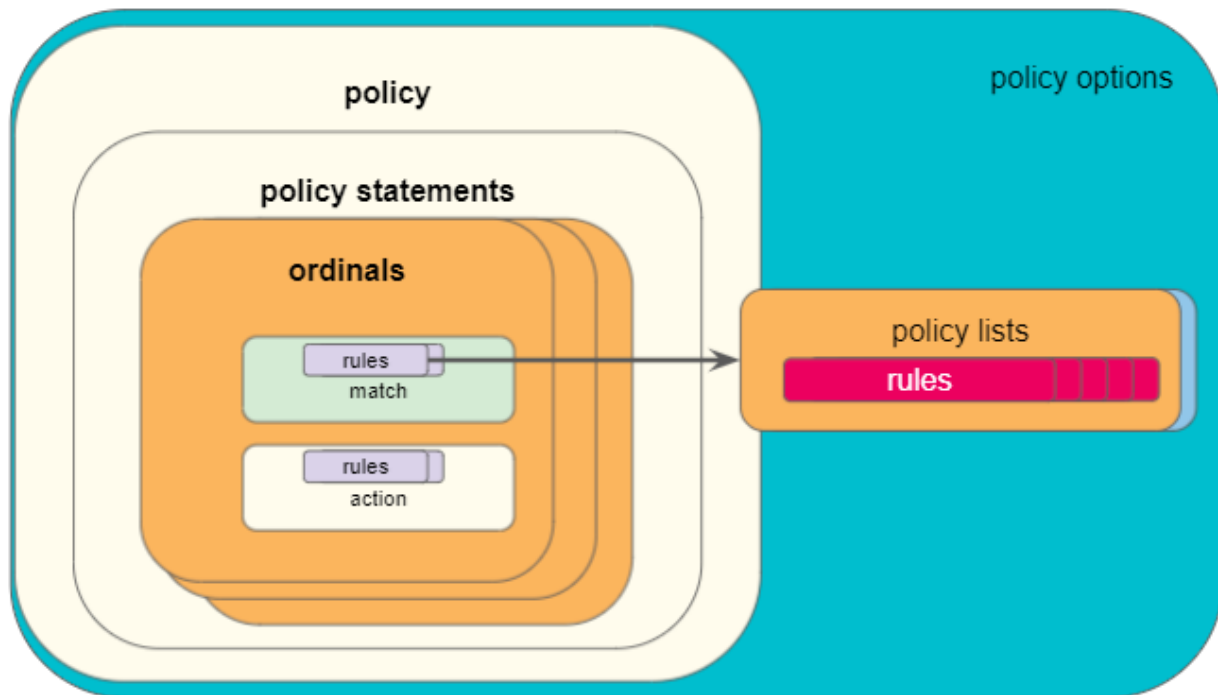 policy options
policy
policy statements
ordinals
rules
match
rules
action
policy lists
rules